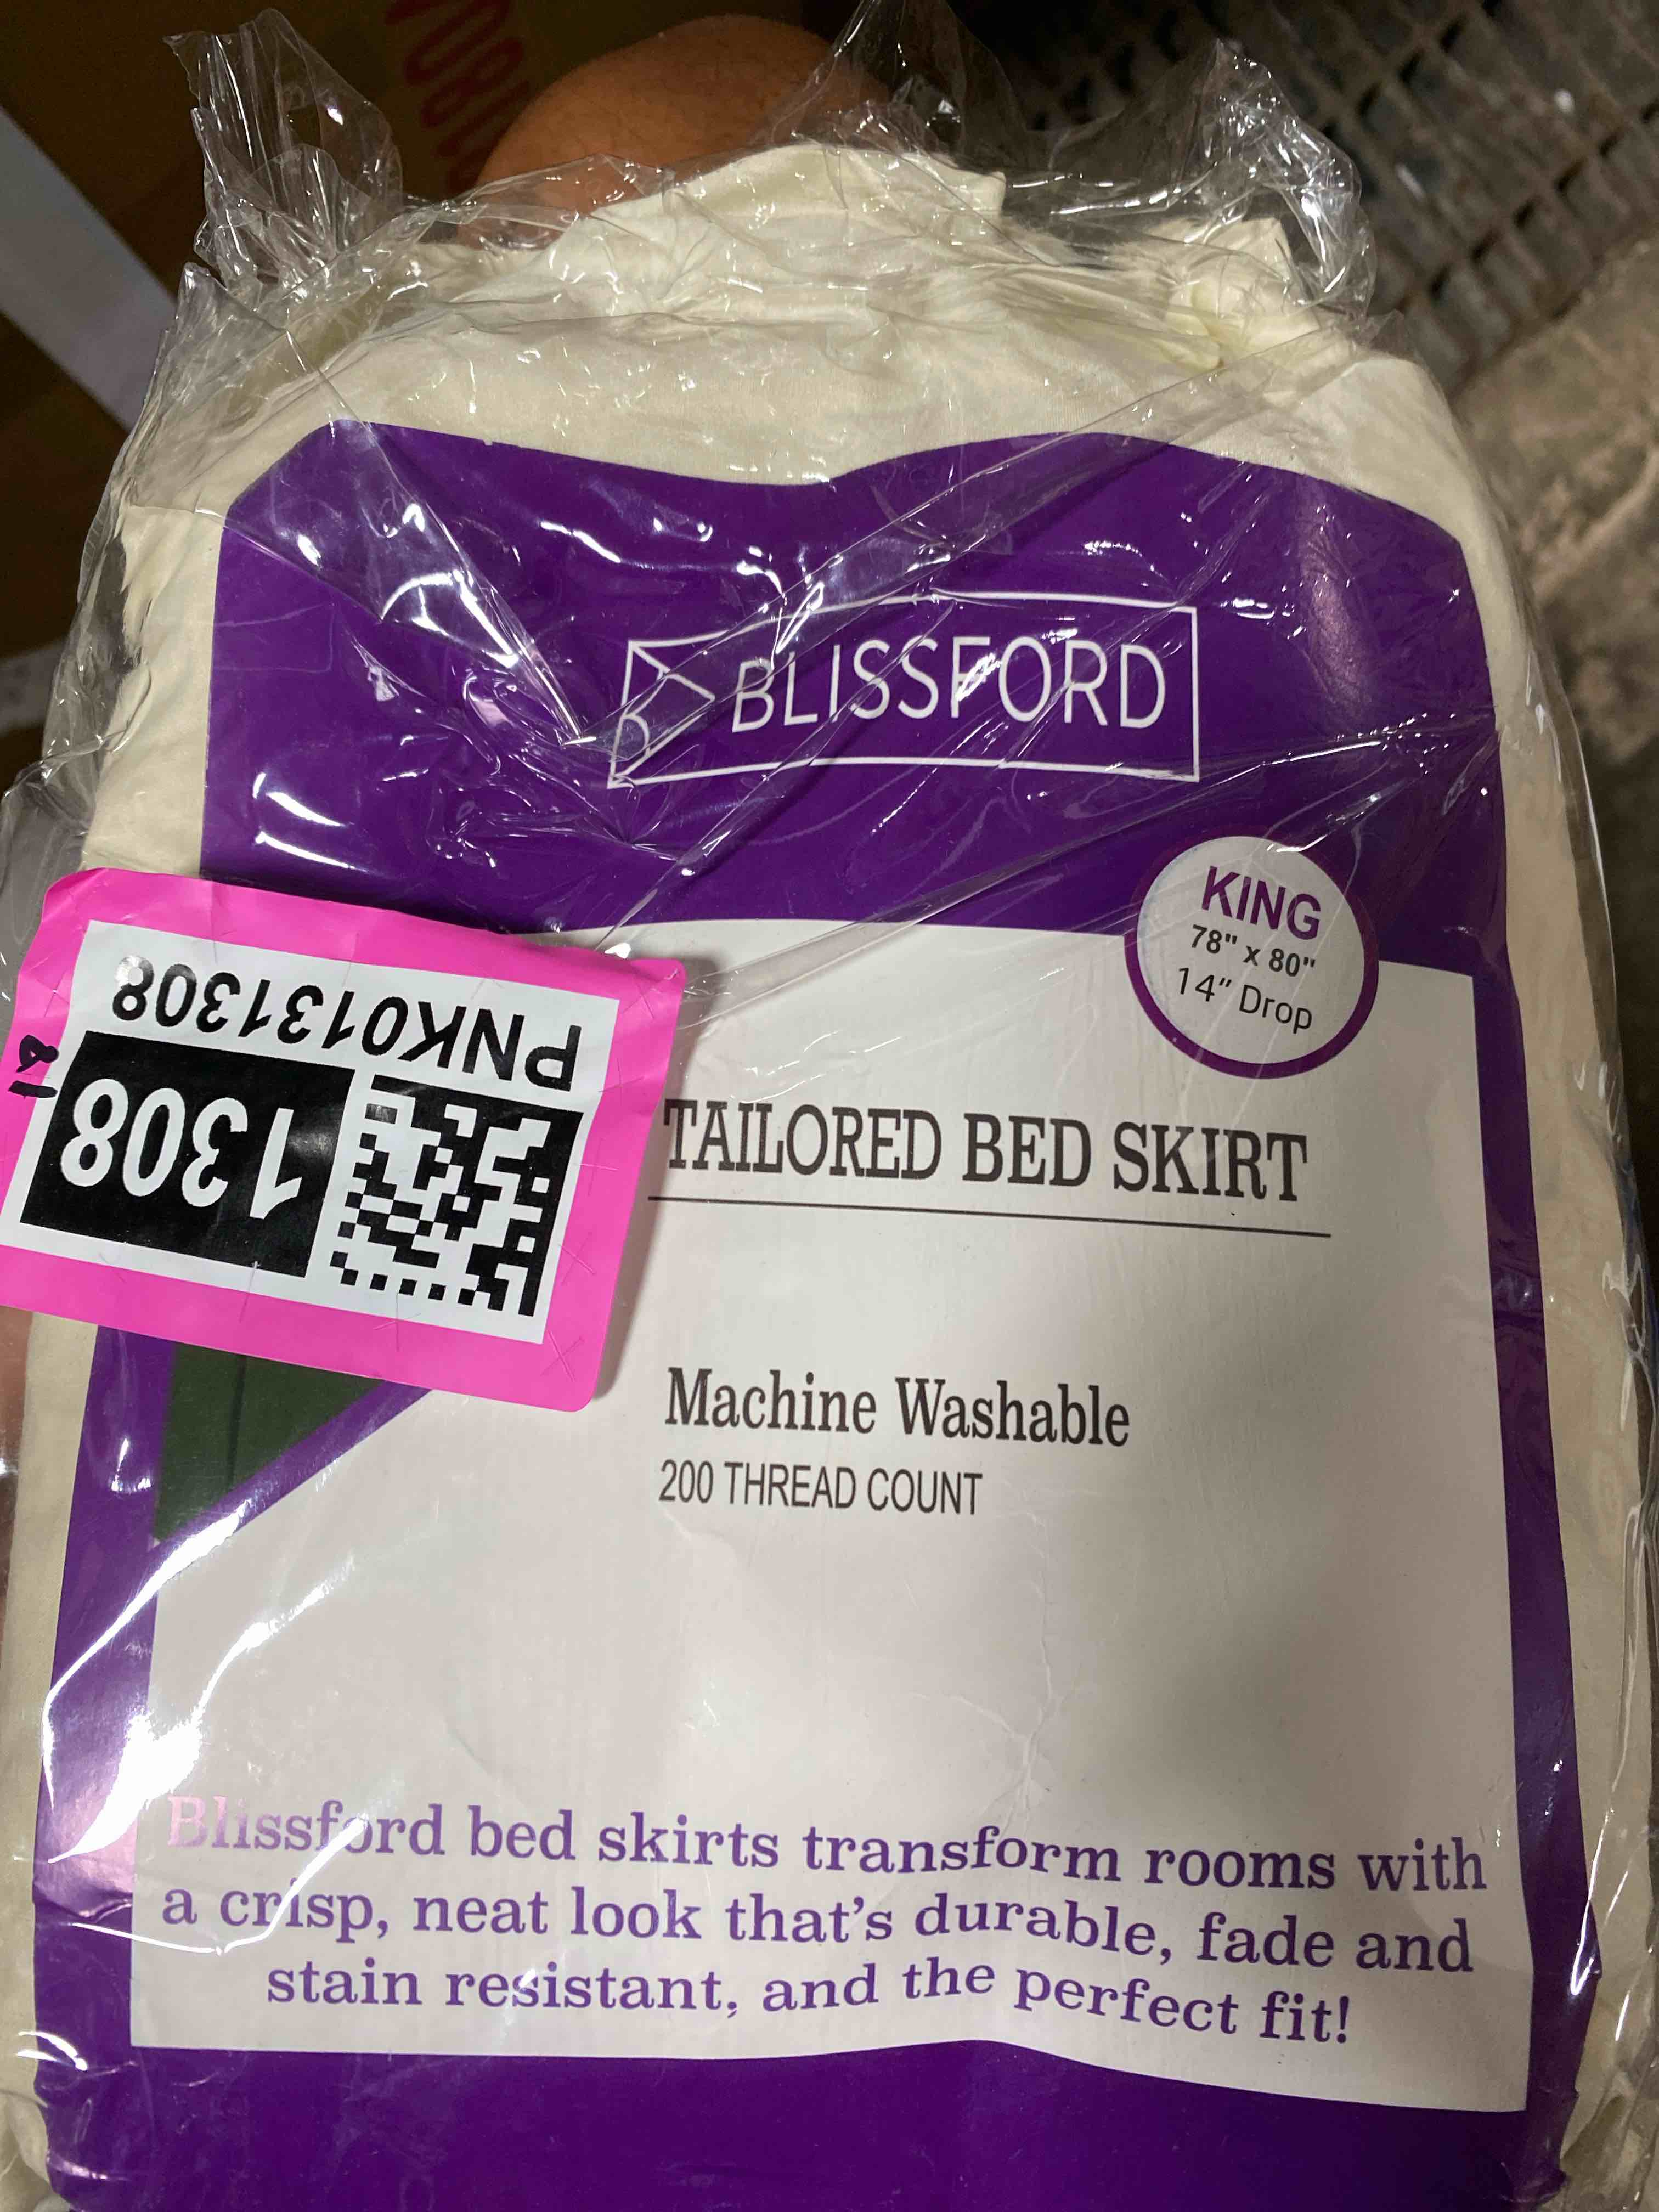 BLISSFORD
KING
78" x 80"
14" Drop
PNK0131308
1308
TAILORED BED SKIRT
Machine Washable
200 THREAD COUNT
Blissford bed skirts transform rooms with
a crisp, neat look that's durable, fade and
stain resistant, and the perfect fit!